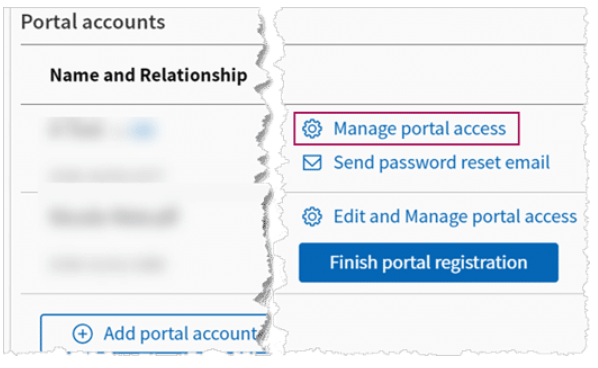 Portal accounts
Name and Relationship
Manage portal access
Send password reset email
Edit and Manage portal access
Finish portal registration
Add portal account